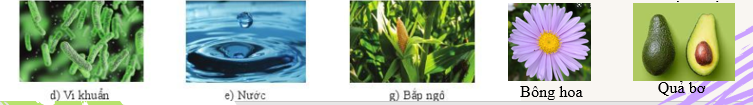 d) Vi khuẩn
e) Nước
g) Bắp ngô
Bông hoa
Quả bơ